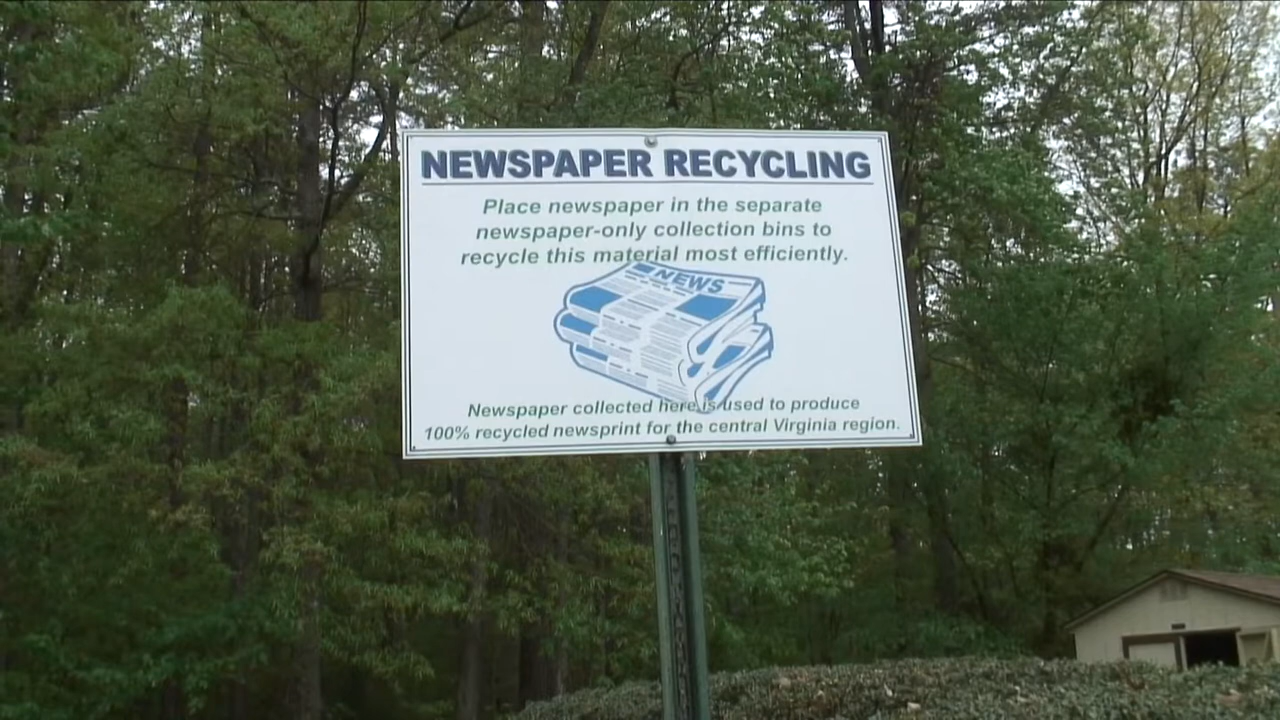 NEWSPAPER RECYCLING
Place newspaper in the separate
newspaper-only collection bins to
recycle this material most efficiently.
NEWS
Newspaper collected here is used to produce
100% recycled newsprint for the central Virginia region.